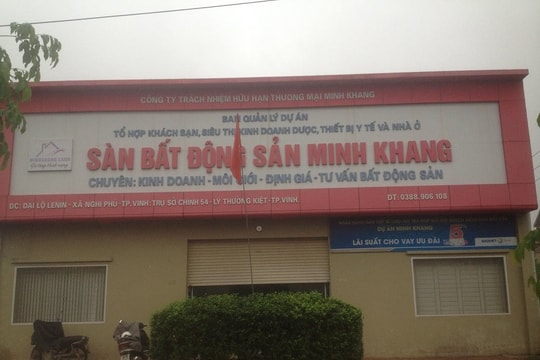 CÔNG TY TRÁCH NHIỆM HỮU HẠN THƯƠNG MẠI MINH KHANG
BAN QUẢN LÝ DỰ ÁN
TỔ HỢP KHÁCH SẠN, SIÊU THỊ KINH DOANH DƯỢC, THIẾT BỊ Y TẾ VÀ NHÀ Ở
SÀN BẤT ĐỘNG SẢN MINH KHANG
CHUYÊN: KINH DOANH - MÔI GIỚI - ĐỊNH GIÁ - TƯ VẤN BẤT ĐỘNG SẢN
ĐC: ĐẠI LỘ LENIN - XÃ NGHI PHÚ - TP.VINH. TRỤ SỞ CHÍNH 54 - LÝ THƯỜNG KIỆT - TP.VINH. ĐT: 0388.906.108
DỰ ÁN MINH KHANG
LÃI SUẤT CHO VAY ƯU ĐÃI